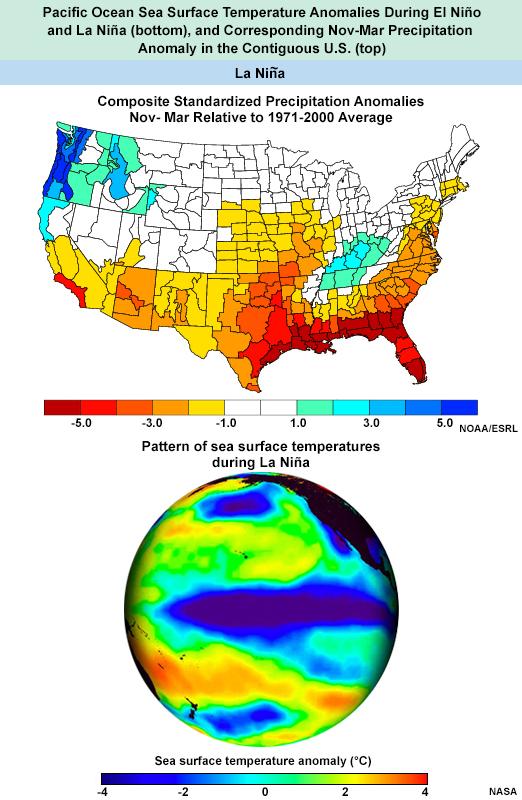 Pacific Ocean Sea Surface Temperature Anomalies During El Niño
and La Niña (bottom), and Corresponding Nov-Mar Precipitation
Anomaly in the Contiguous U.S. (top)
La Niña
Composite Standardized Precipitation Anomalies
Nov- Mar Relative to 1971-2000 Average
-5.0 -3.0 -1.0 1.0 3.0 5.0 NOAA/ESRL
Pattern of sea surface temperatures
during La Niña
Sea surface temperature anomaly (°C)
-4 -2 0 2 4 NASA